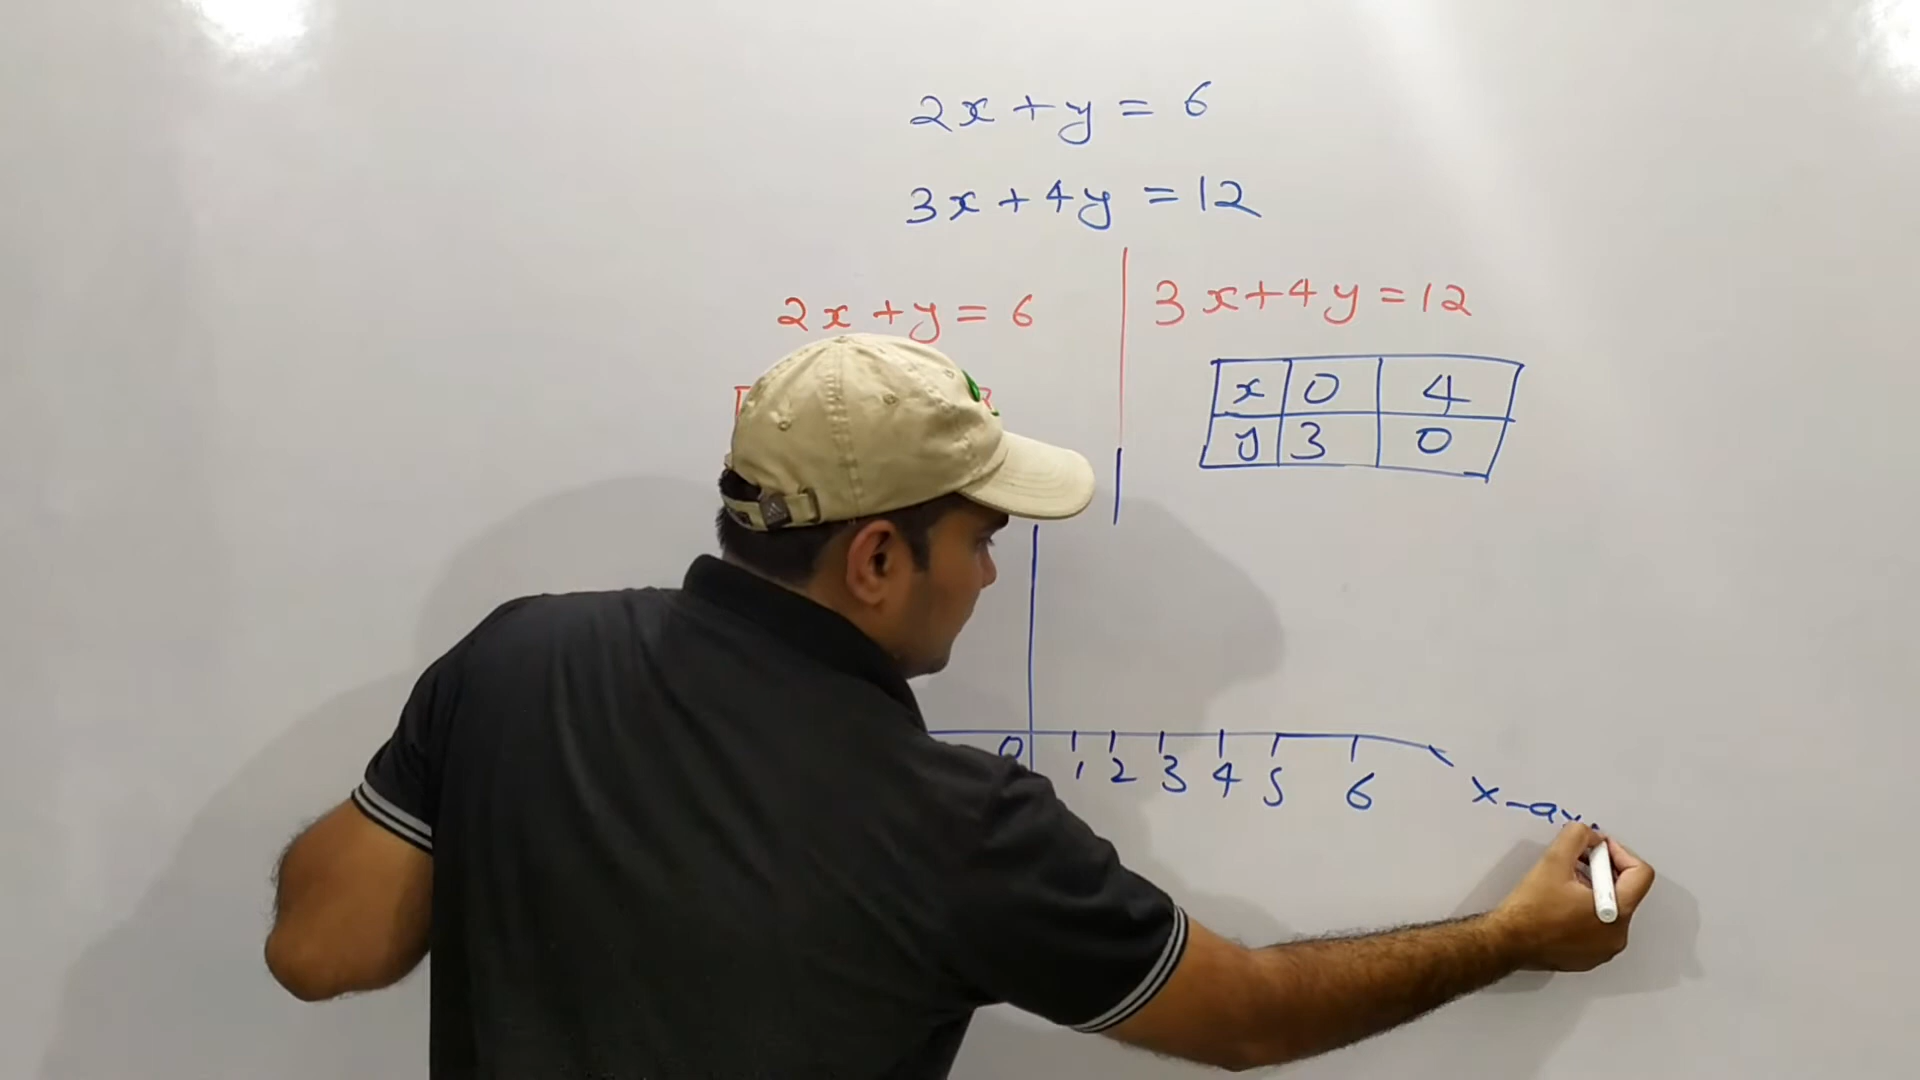 2x+y = 6
3x+4y = 12
2x+y = 6
3x+4y = 12
x 0 4
y 3 0
0 1 2 3 4 5 6